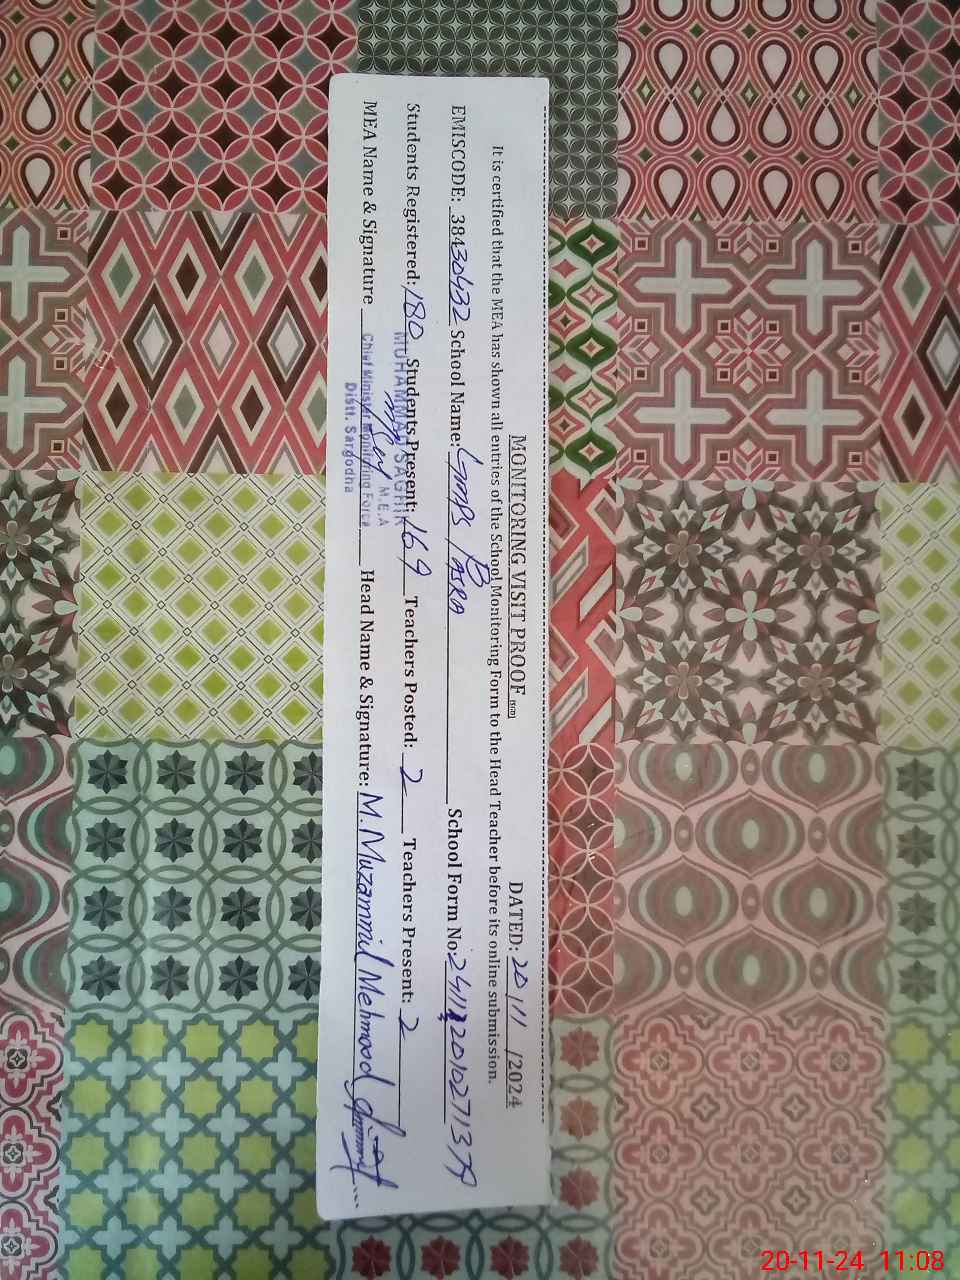 MONITORING VISIT PROOF DATED: 20/11/2024
It is certified that the MEA has shown all entries of the School Monitoring Form to the Head Teacher before its online submission.
EMISCODE: 38430432 School Name: GMPS School Form No:
Students Registered: 180 Students Present: 169 Teachers Posted: 2 Teachers Present: 2
MEA Name & Signature Head Name & Signature: M. Muzammil Mehmood
MUHAMMAD SAGHIR
M.E.A
Chief Minister Monitoring Force
Distt. Sargodha
20-11-24 11:08